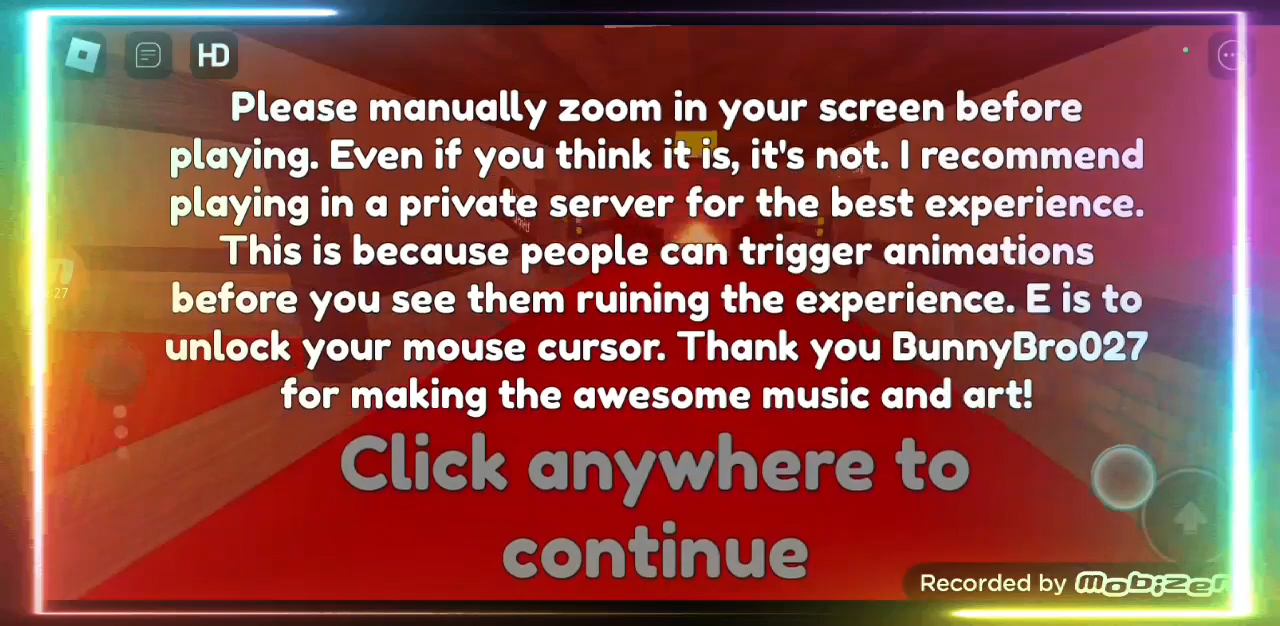 HD
Please manually zoom in your screen before
playing. Even if you think it is, it's not. I recommend
playing in a private server for the best experience.
This is because people can trigger animations
before you see them ruining the experience. E is to
unlock your mouse cursor. Thank you BunnyBro027
for making the awesome music and art!
Click anywhere to
continue
Recorded by